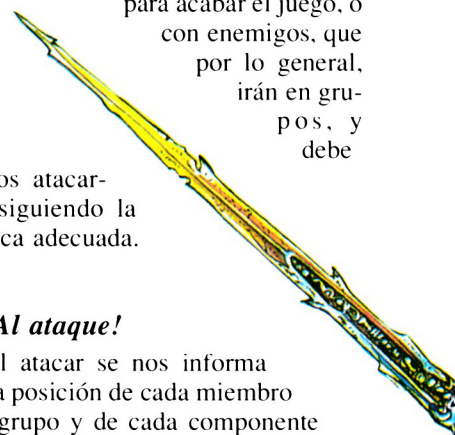 para acabar el juego, o
con enemigos, que
por lo general,
irán en gru-
pos, y
debe
os atacar-
siguiendo la
ca adecuada.
Al ataque!
l atacar se nos informa
a posición de cada miembro
grupo y de cada componente